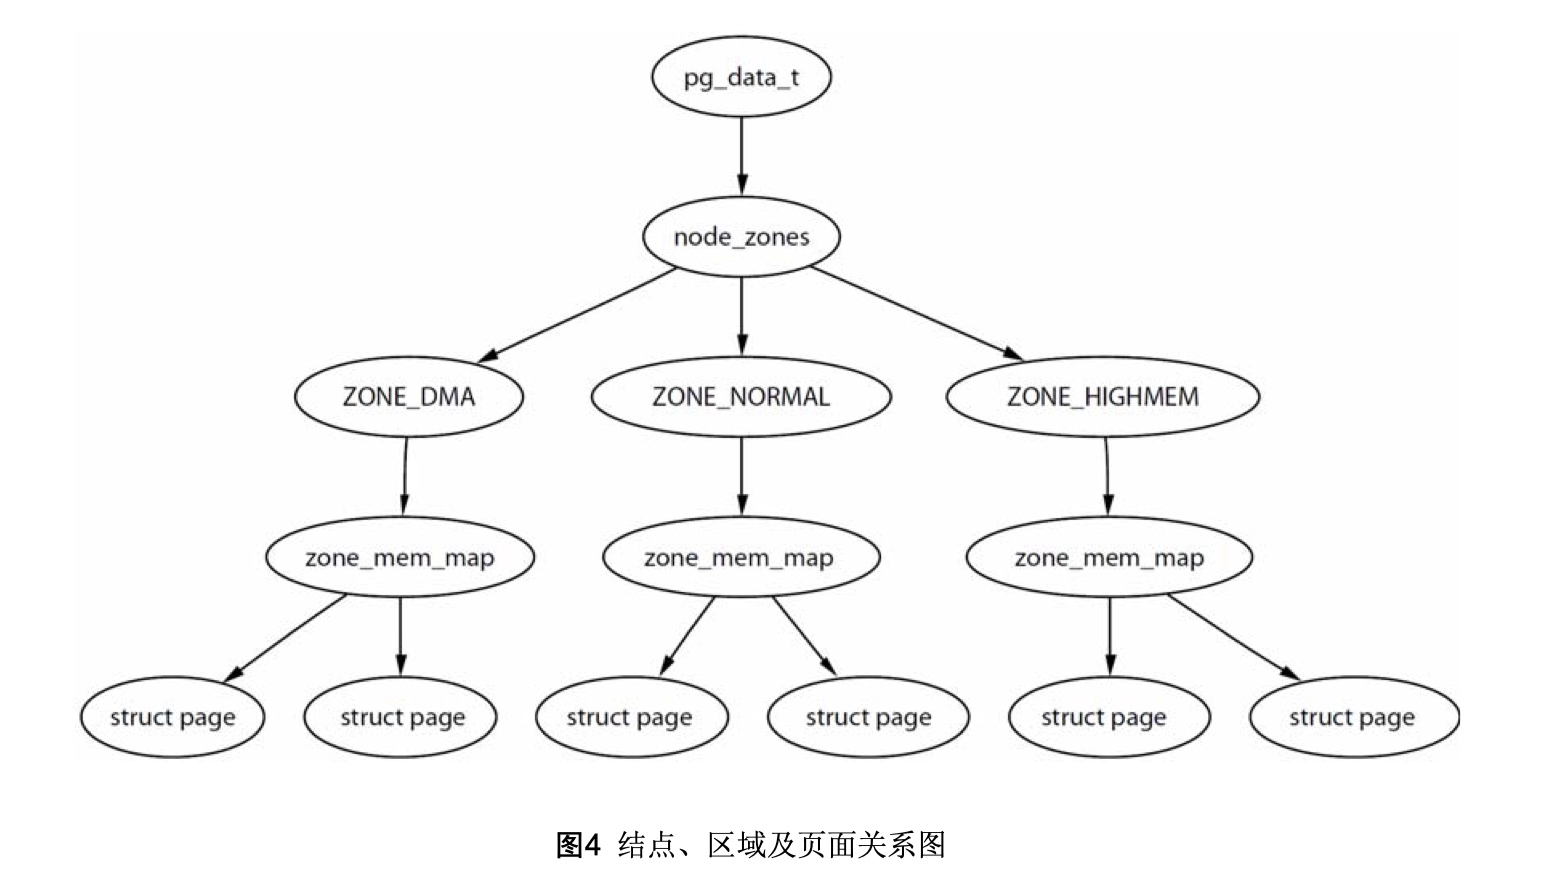 pg_data_t
node_zones
ZONE_DMA ZONE_NORMAL ZONE_HIGHMEM
zone_mem_map zone_mem_map zone_mem_map
struct page struct page struct page struct page struct page struct page
图4 结点、区域及页面关系图